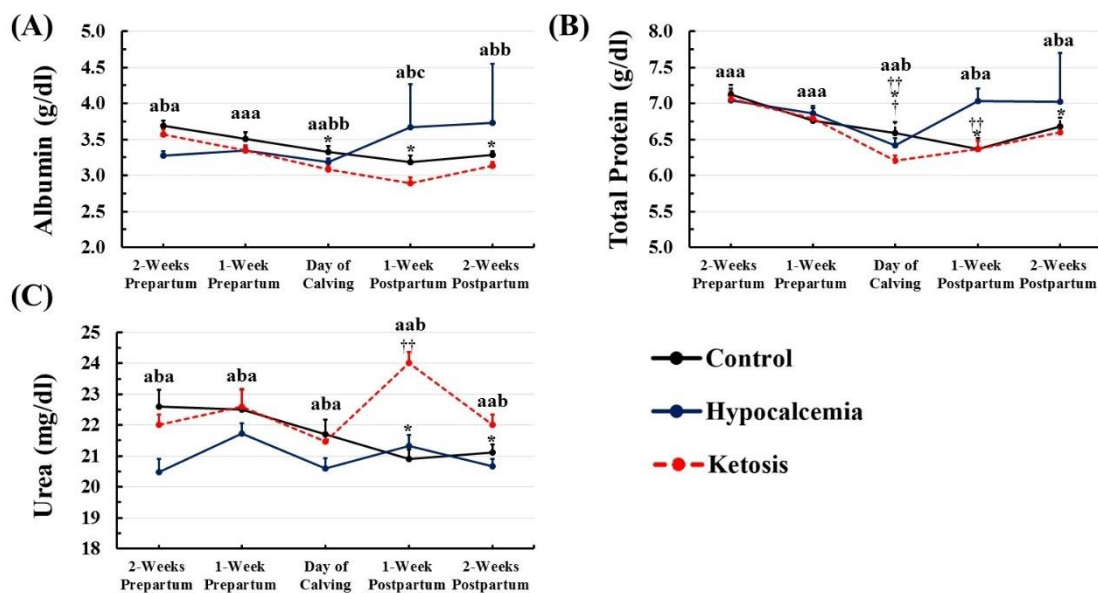 (A)
Albumin (g/dl)
5.0
4.5
4.0
3.5
3.0
2.5
2.0
aba
aaa
aabb
*
abc
*
abb
*
2-Weeks Prepartum
1-Week Prepartum
Day of Calving
1-Week Postpartum
2-Weeks Postpartum
(B)
Total Protein (g/dl)
8.0
7.5
7.0
6.5
6.0
5.5
5.0
aaa
aaa
aab
††
*
†
aba
††
*
aba
*
2-Weeks Prepartum
1-Week Prepartum
Day of Calving
1-Week Postpartum
2-Weeks Postpartum
(C)
Urea (mg/dl)
25
24
23
22
21
20
19
18
aba
aba
aba
aab
††
*
aab
*
2-Weeks Prepartum
1-Week Prepartum
Day of Calving
1-Week Postpartum
2-Weeks Postpartum
Control
Hypocalcemia
Ketosis